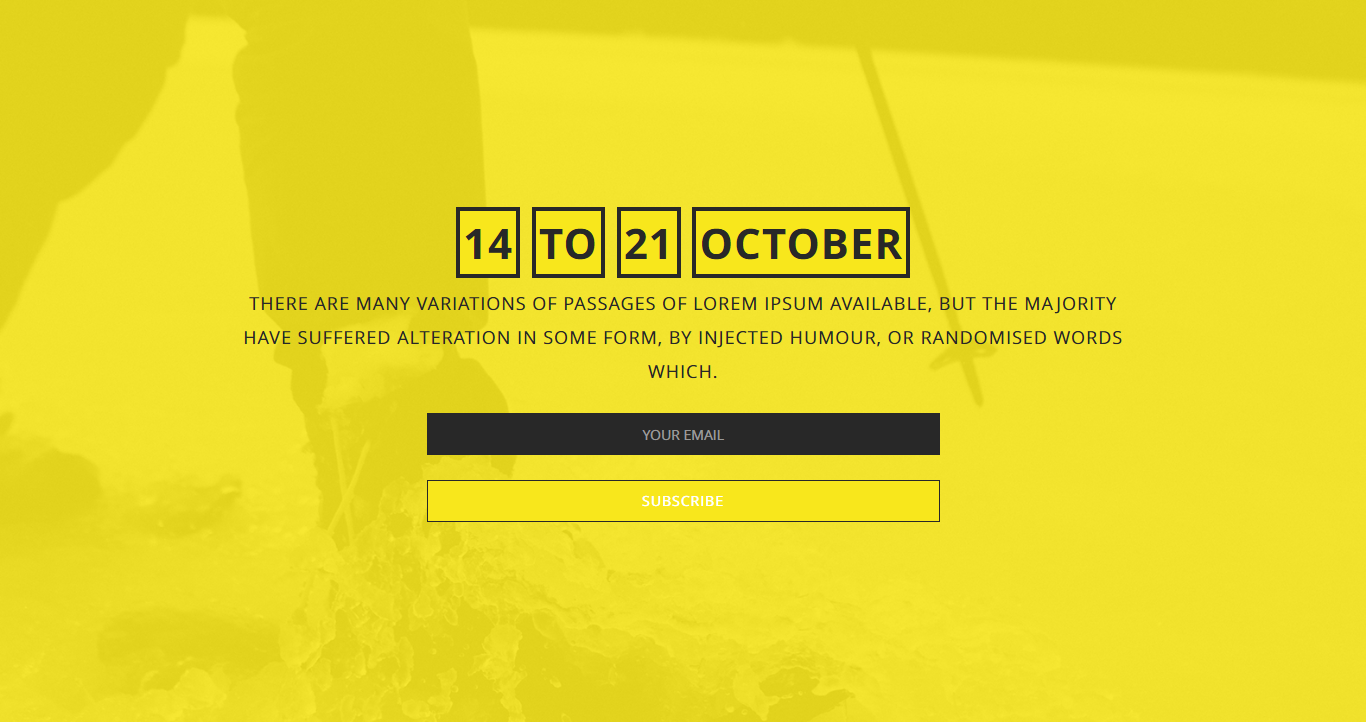 14 TO 21 OCTOBER
THERE ARE MANY VARIATIONS OF PASSAGES OF LOREM IPSUM AVAILABLE, BUT THE MAJORITY
HAVE SUFFERED ALTERATION IN SOME FORM, BY INJECTED HUMOUR, OR RANDOMISED WORDS
WHICH.
YOUR EMAIL
SUBSCRIBE